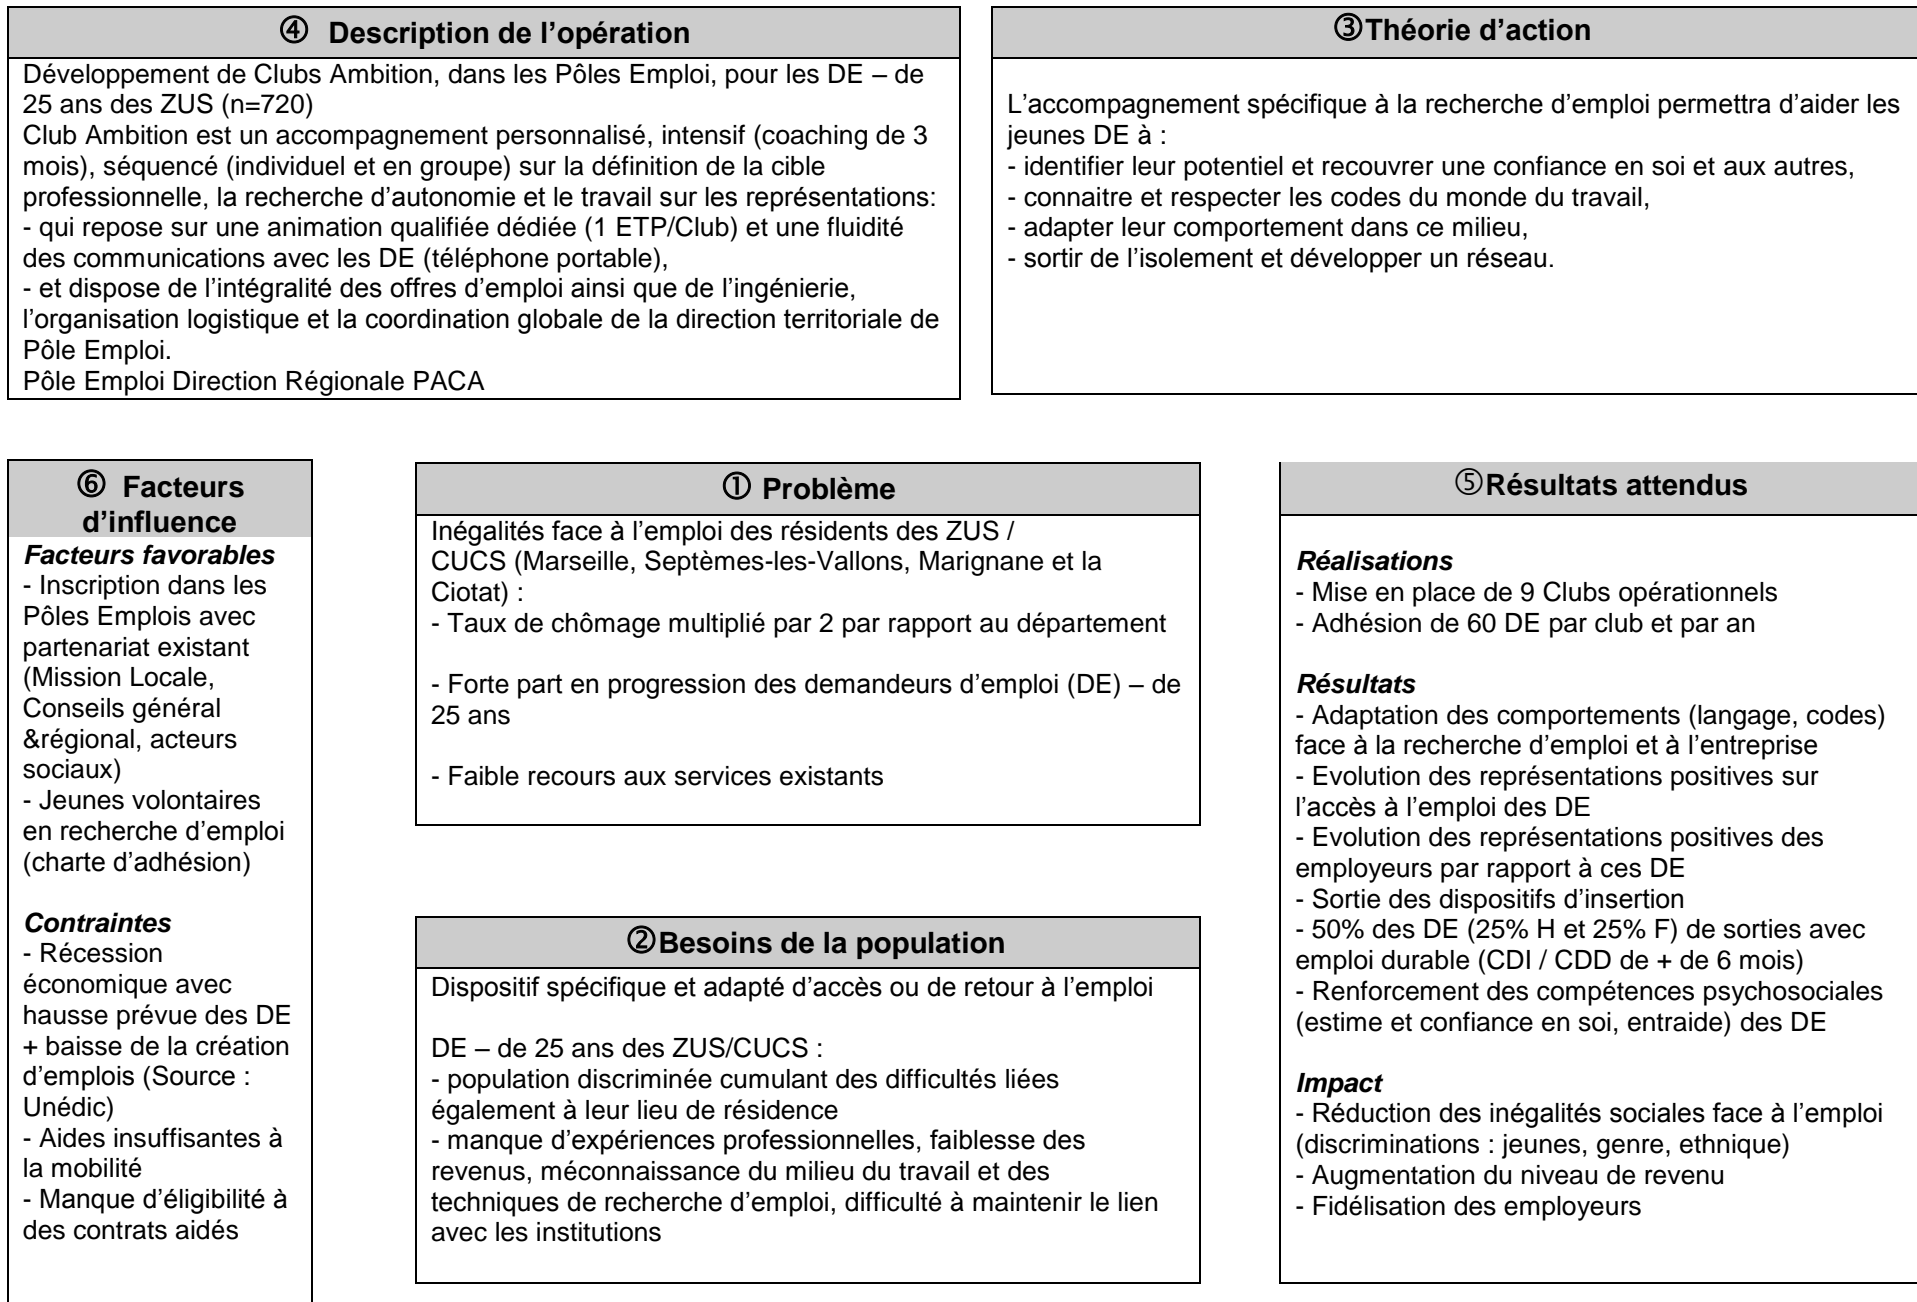 ④ Description de l’opération
Développement de Clubs Ambition, dans les Pôles Emploi, pour les DE – de
25 ans des ZUS (n=720)
Club Ambition est un accompagnement personnalisé, intensif (coaching de 3
mois), séquencé (individuel et en groupe) sur la définition de la cible
professionnelle, la recherche d’autonomie et le travail sur les représentations:
- qui repose sur une animation qualifiée dédiée (1 ETP/Club) et une fluidité
des communications avec les DE (téléphone portable),
- et dispose de l’intégralité des offres d’emploi ainsi que de l’ingénierie,
l’organisation logistique et la coordination globale de la direction territoriale de
Pôle Emploi.
Pôle Emploi Direction Régionale PACA
③Théorie d’action
L’accompagnement spécifique à la recherche d’emploi permettra d’aider les
jeunes DE à :
- identifier leur potentiel et recouvrer une confiance en soi et aux autres,
- connaitre et respecter les codes du monde du travail,
- adapter leur comportement dans ce milieu,
- sortir de l’isolement et développer un réseau.
⑥ Facteurs
d’influence
Facteurs favorables
- Inscription dans les
Pôles Emplois avec
partenariat existant
(Mission Locale,
Conseils général
&régional, acteurs
sociaux)
- Jeunes volontaires
en recherche d’emploi
(charte d’adhésion)
Contraintes
- Récession
économique avec
hausse prévue des DE
+ baisse de la création
d’emplois (Source :
Unédic)
- Aides insuffisantes à
la mobilité
- Manque d’éligibilité à
des contrats aidés
① Problème
Inégalités face à l’emploi des résidents des ZUS /
CUCS (Marseille, Septèmes-les-Vallons, Marignane et la
Ciotat) :
- Taux de chômage multiplié par 2 par rapport au département
- Forte part en progression des demandeurs d’emploi (DE) – de
25 ans
- Faible recours aux services existants
②Besoins de la population
Dispositif spécifique et adapté d’accès ou de retour à l’emploi
DE – de 25 ans des ZUS/CUCS :
- population discriminée cumulant des difficultés liées
également à leur lieu de résidence
- manque d’expériences professionnelles, faiblesse des
revenus, méconnaissance du milieu du travail et des
techniques de recherche d’emploi, difficulté à maintenir le lien
avec les institutions
⑤Résultats attendus
Réalisations
- Mise en place de 9 Clubs opérationnels
- Adhésion de 60 DE par club et par an
Résultats
- Adaptation des comportements (langage, codes)
face à la recherche d’emploi et à l’entreprise
- Evolution des représentations positives sur
l’accès à l’emploi des DE
- Evolution des représentations positives des
employeurs par rapport à ces DE
- Sortie des dispositifs d’insertion
- 50% des DE (25% H et 25% F) de sorties avec
emploi durable (CDI / CDD de + de 6 mois)
- Renforcement des compétences psychosociales
(estime et confiance en soi, entraide) des DE
Impact
- Réduction des inégalités sociales face à l’emploi
(discriminations : jeunes, genre, ethnique)
- Augmentation du niveau de revenu
- Fidélisation des employeurs